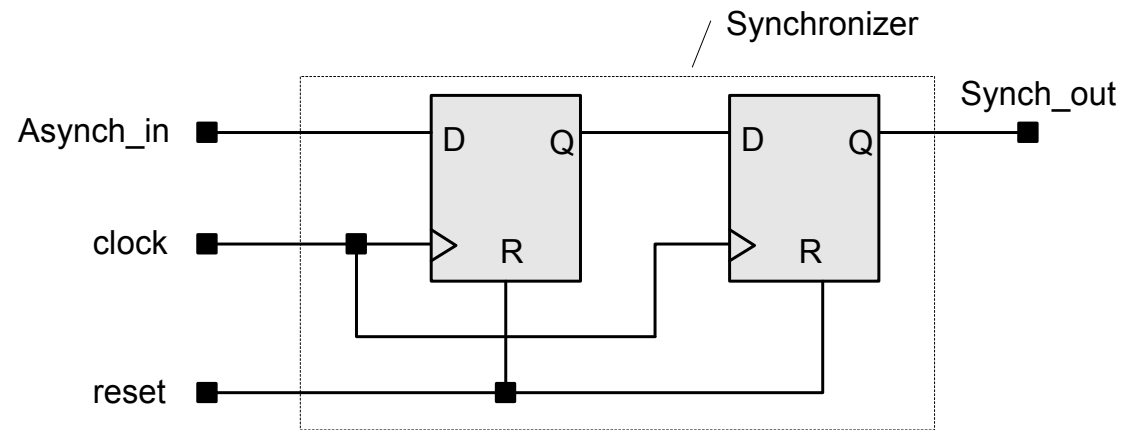 Synchronizer
Synch_out
Asynch_in
D Q D Q
clock
R R
reset